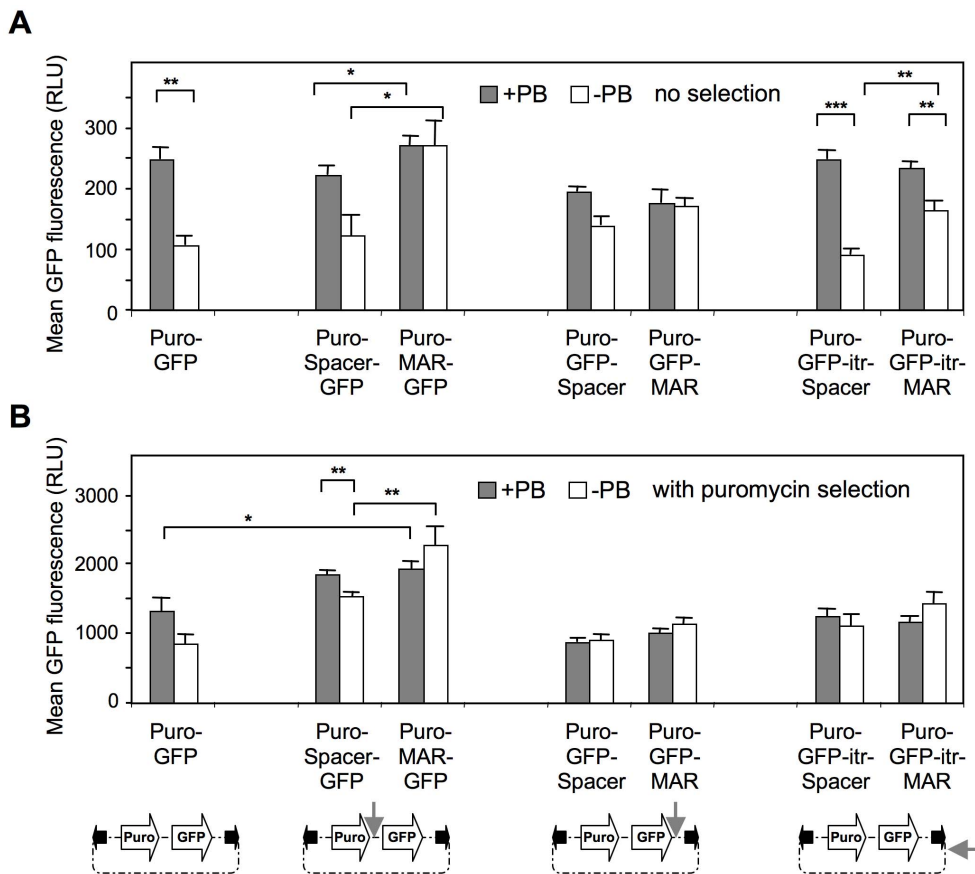 A
Mean GFP fluorescence (RLU)
300
200
100
0
** * * *** ** **
+PB -PB no selection
Puro-
GFP
Puro-
Spacer-
GFP
Puro-
MAR-
GFP
Puro-
GFP-
Spacer
Puro-
GFP-
MAR
Puro-
GFP-itr-
Spacer
Puro-
GFP-itr-
MAR
B
Mean GFP fluorescence (RLU)
3000
2000
1000
0
* ** **
+PB -PB with puromycin selection
Puro-
GFP
Puro-
Spacer-
GFP
Puro-
MAR-
GFP
Puro-
GFP-
Spacer
Puro-
GFP-
MAR
Puro-
GFP-itr-
Spacer
Puro-
GFP-itr-
MAR
Puro GFP Puro GFP Puro GFP Puro GFP